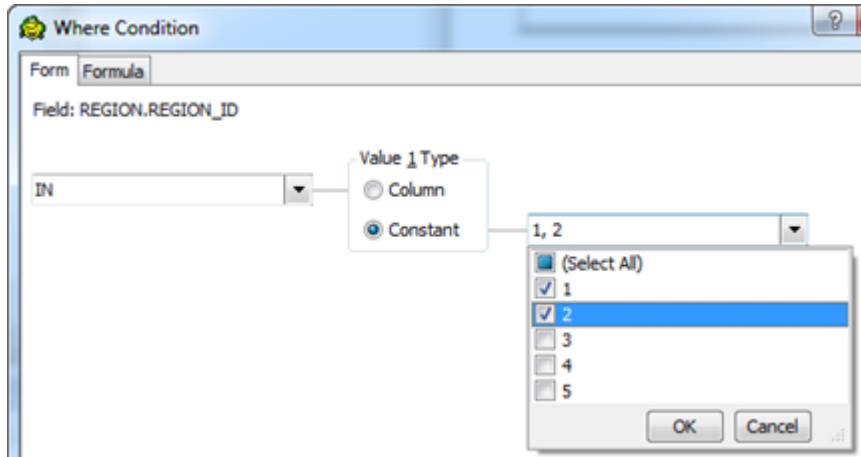 Where Condition
?
Form Formula
Field: REGION.REGION_ID
Value 1 Type
IN
Column
Constant
1, 2
(Select All)
1
2
3
4
5
OK Cancel